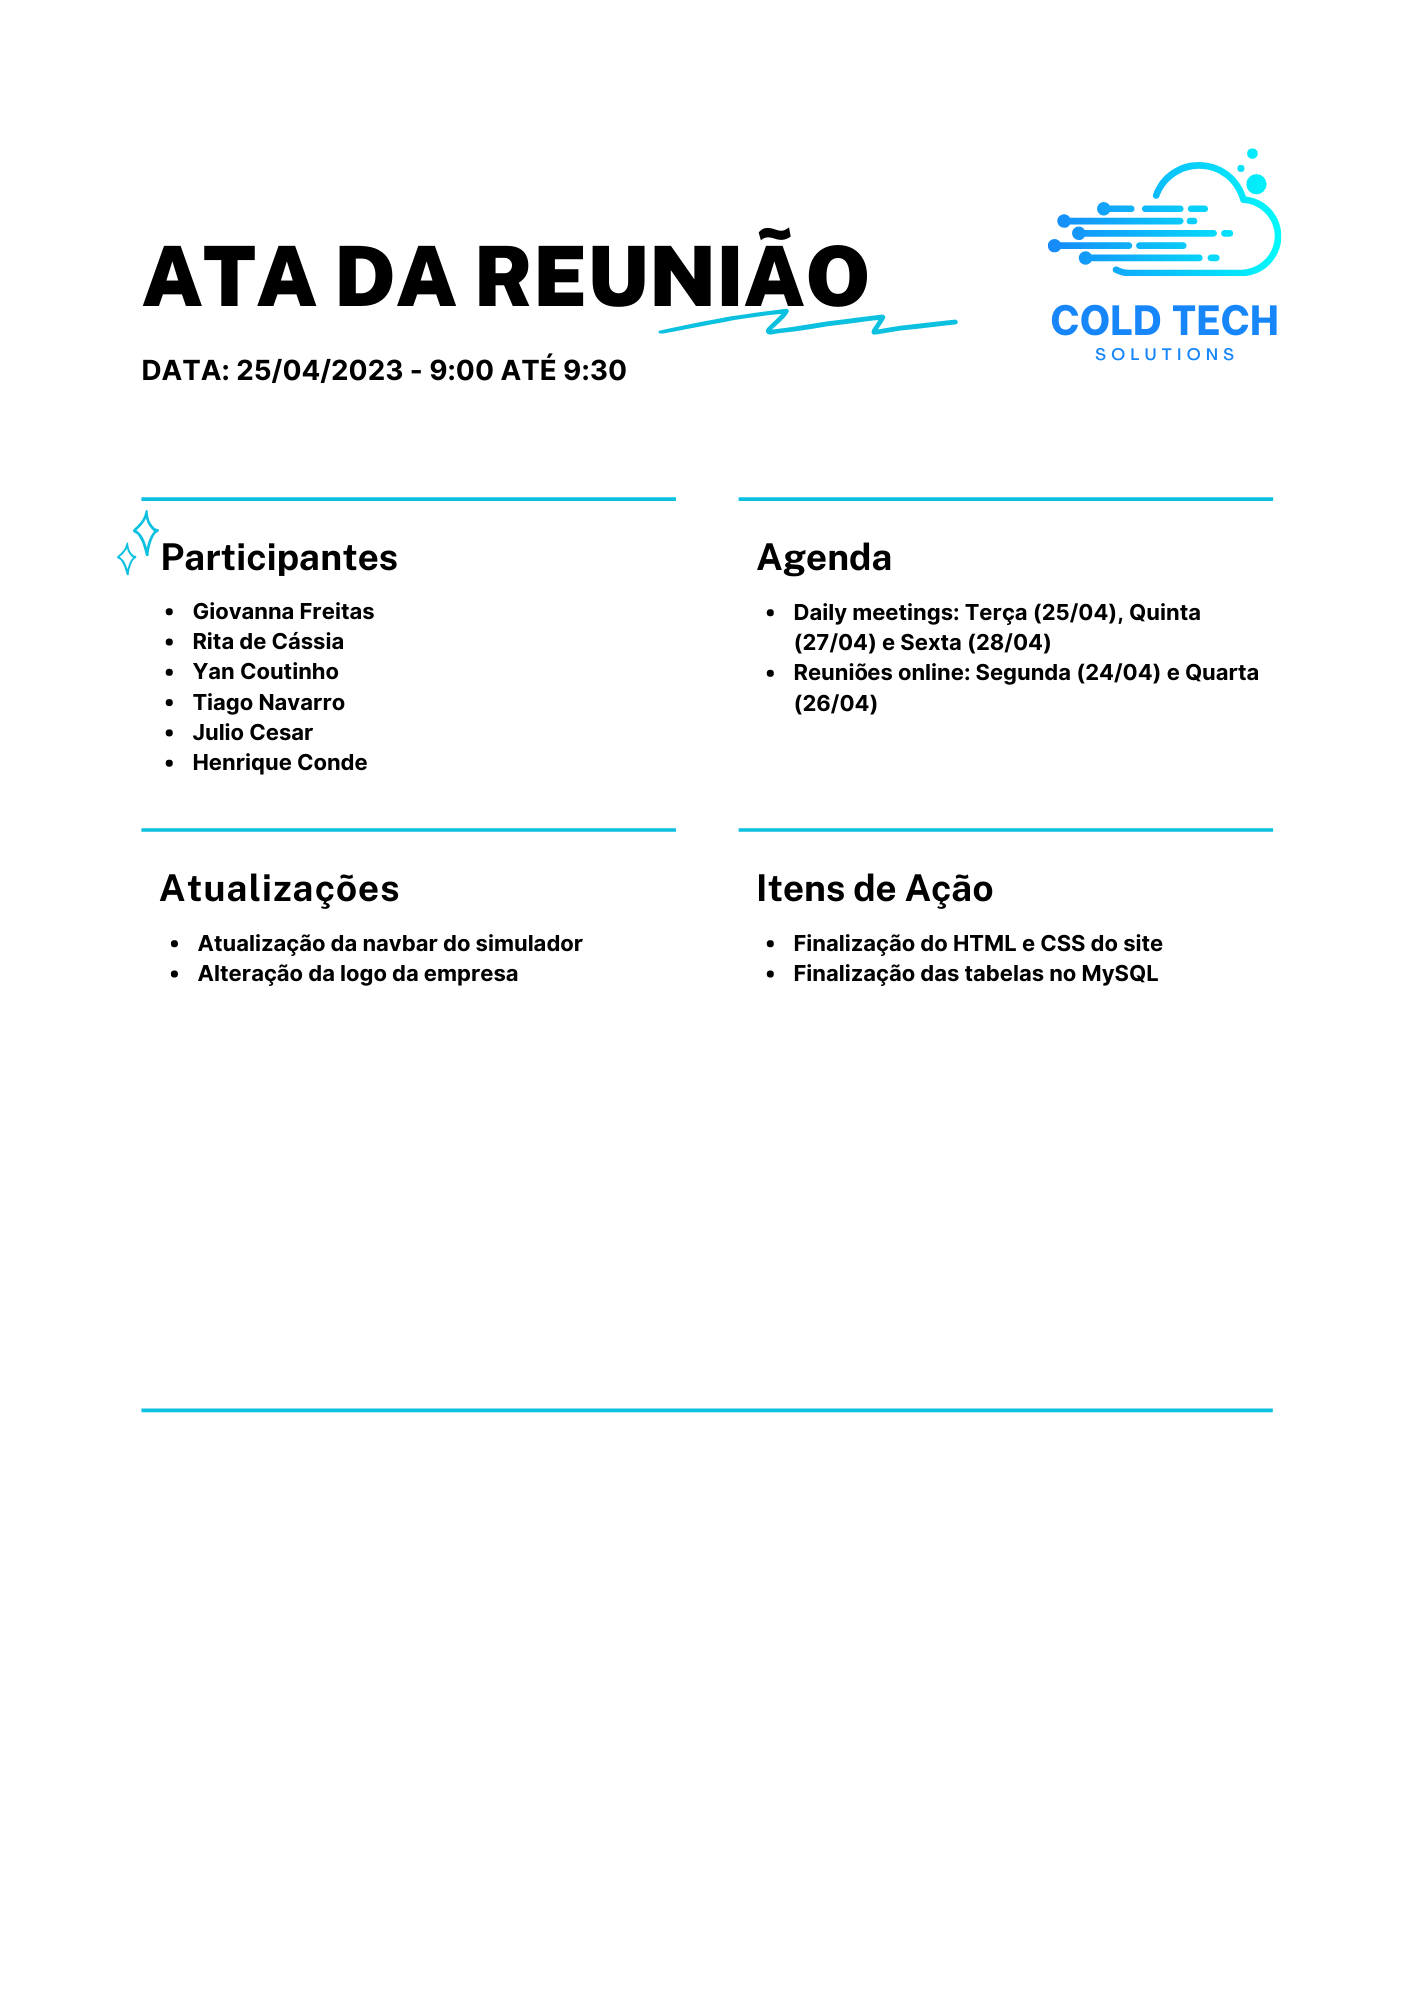 ATA DA REUNIÃO
COLD TECH
SOLUTIONS
DATA: 25/04/2023 - 9:00 ATÉ 9:30
Participantes
• Giovanna Freitas
• Rita de Cássia
• Yan Coutinho
• Tiago Navarro
• Julio Cesar
• Henrique Conde
Agenda
• Daily meetings: Terça (25/04), Quinta
(27/04) e Sexta (28/04)
• Reuniões online: Segunda (24/04) e Quarta
(26/04)
Atualizações
• Atualização da navbar do simulador
• Alteração da logo da empresa
Itens de Ação
• Finalização do HTML e CSS do site
• Finalização das tabelas no MySQL